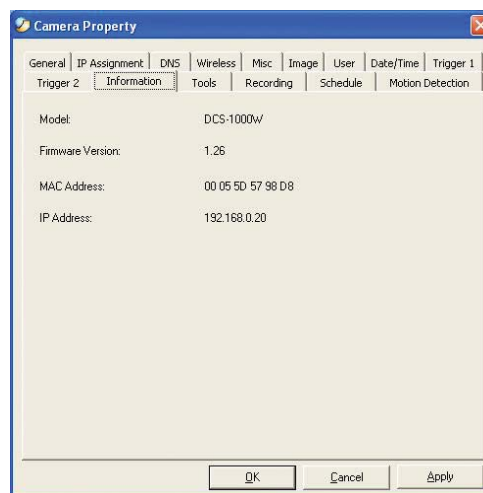 Camera Property
General IP Assignment DNS Wireless Misc Image User Date/Time Trigger 1
Trigger 2 Information Tools Recording Schedule Motion Detection
Model: DCS-1000W
Firmware Version: 1.26
MAC Address: 00 05 5D 57 98 D8
IP Address: 192.168.0.20
OK Cancel Apply